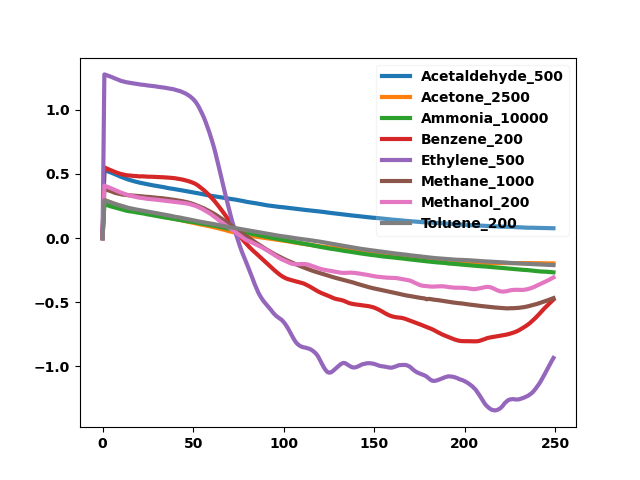 Acetaldehyde_500
Acetone_2500
Ammonia_10000
Benzene_200
Ethylene_500
Methane_1000
Methanol_200
Toluene_200
1.0
0.5
0.0
−0.5
−1.0
0 50 100 150 200 250